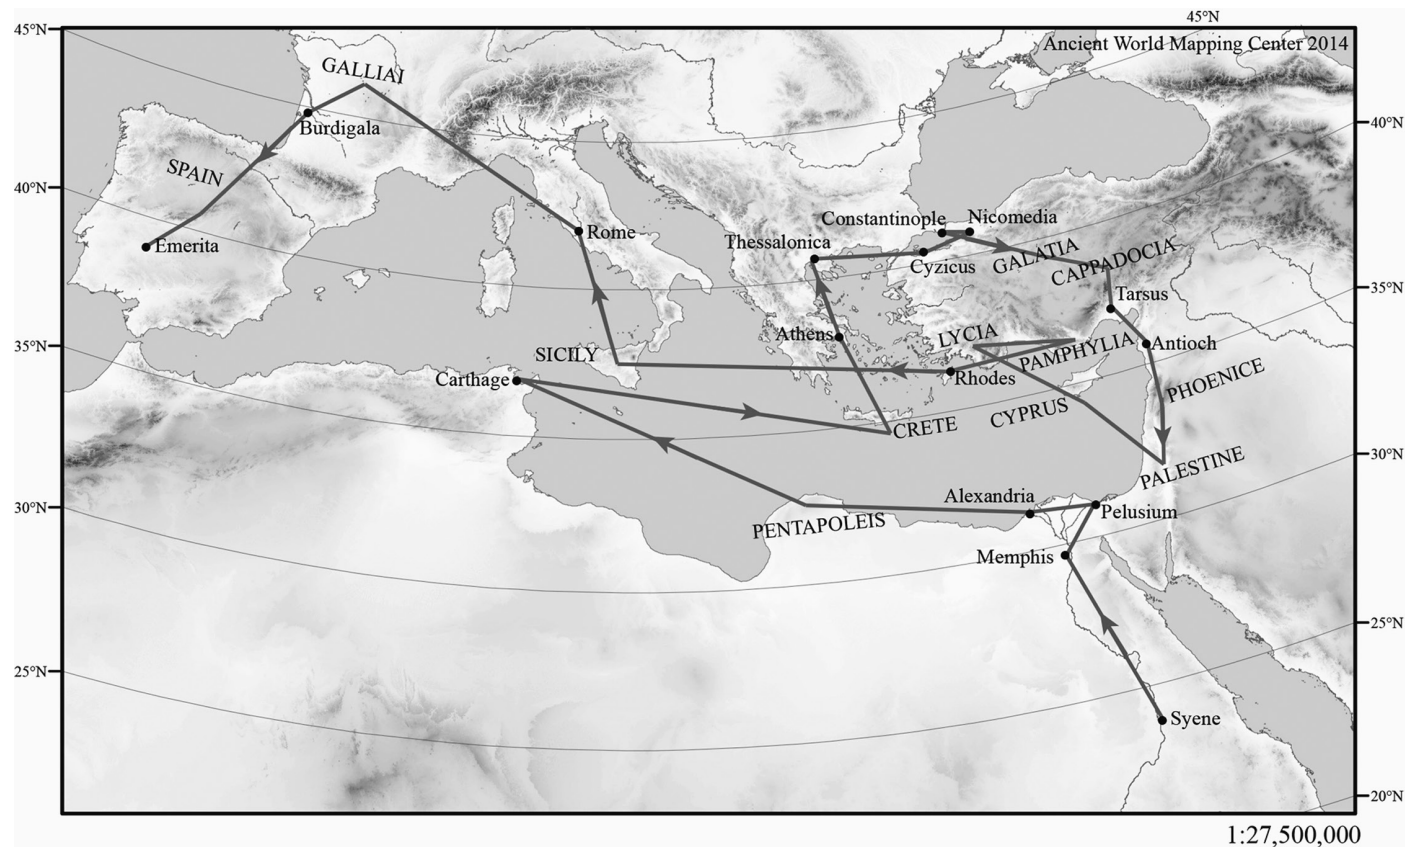 45°N
45°N
Ancient World Mapping Center 2014
GALLIAI
Burdigala
40°N
SPAIN
40°N
Emerita
Rome
Constantinople
Nicomedia
Thessalonica
Cyzicus
GALATIA
CAPPADOCIA
35°N
Tarsus
Athens
LYCIA
PAMPHYLIA
Antioch
35°N
SICILY
Carthage
Rhodes
PHOENICE
CYPRUS
CRETE
30°N
PALESTINE
30°N
Alexandria
Pelusium
PENTAPOLEIS
Memphis
25°N
25°N
Syene
20°N
1:27,500,000